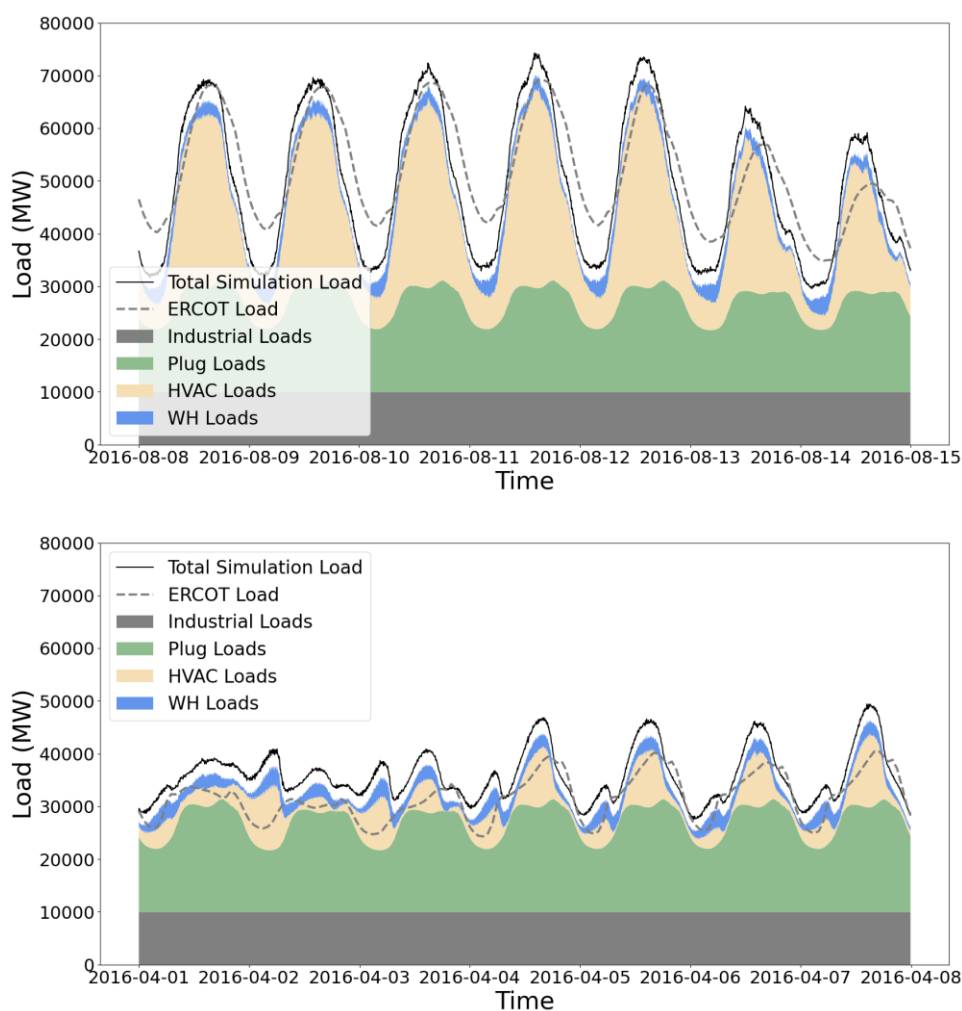 80000
70000
60000
50000
40000
30000
20000
10000
0
Load (MW)
Total Simulation Load
ERCOT Load
Industrial Loads
Plug Loads
HVAC Loads
WH Loads
2016-08-08 2016-08-09 2016-08-10 2016-08-11 2016-08-12 2016-08-13 2016-08-14 2016-08-15
Time
80000
70000
60000
50000
40000
30000
20000
10000
0
Load (MW)
Total Simulation Load
ERCOT Load
Industrial Loads
Plug Loads
HVAC Loads
WH Loads
2016-04-01 2016-04-02 2016-04-03 2016-04-04 2016-04-05 2016-04-06 2016-04-07 2016-04-08
Time